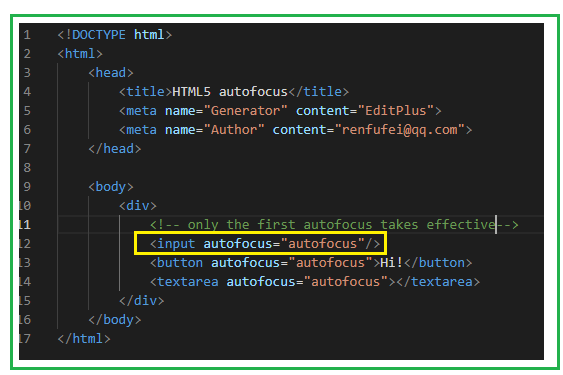 1 <!DOCTYPE html>
2 <html>
3 <head>
4 <title>HTML5 autofocus</title>
5 <meta name="Generator" content="EditPlus">
6 <meta name="Author" content="renfufei@qq.com">
7 </head>
8
9 <body>
10 <div>
11 <!-- only the first autofocus takes effective-->
12 <input autofocus="autofocus"/>
13 <button autofocus="autofocus">Hi!</button>
14 <textarea autofocus="autofocus"></textarea>
15 </div>
16 </body>
17 </html>